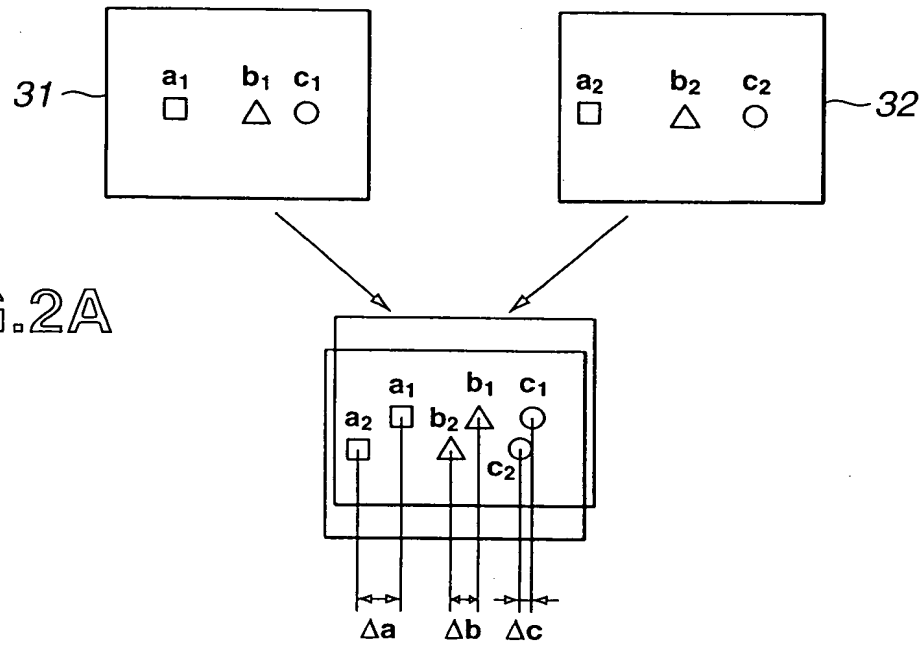 a₁ b₁ c₁
31
a₂ b₂ c₂
32
G.2A
a₁ b₁ c₁
a₂ b₂
c₂
Δa Δb Δc